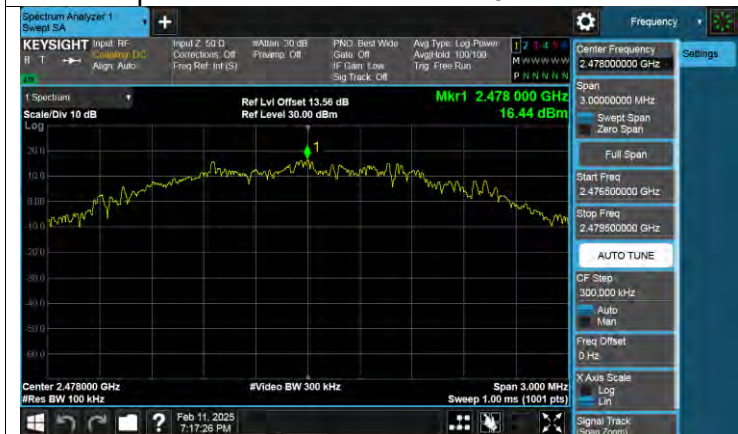 Spectrum Analyzer 1
Swept SA
Frequency
KEYSIGHT
R T
Input: RF
Coupling: DC
Align: Auto
Input Z: 50 Ω
Corrections: Off
Freq Ref: Int (S)
#Atten: 30 dB
Preamp: Off
PNO: Best Wide
Gate: Off
IF Gain: Low
Sig Track: Off
Avg Type: Log-Power
Avg|Hold: 100/100
Trig: Free Run
1 2 3 4 5 6
M W W W W W
P N N N N N
1 Spectrum
Scale/Div 10 dB
Log
Ref Lvl Offset 13.56 dB
Ref Level 30.00 dBm
Mkr1 2.478 000 GHz
16.44 dBm
1
20.0
10.0
0.00
-10.0
-20.0
-30.0
-40.0
-50.0
-60.0
Center 2.478000 GHz
#Res BW 100 kHz
#Video BW 300 kHz
Span 3.000 MHz
Sweep 1.00 ms (1001 pts)
Feb 11, 2025
7:17:26 PM
?
Center Frequency
2.478000000 GHz
Settings
Span
3.00000000 MHz
Swept Span
Zero Span
Full Span
Start Freq
2.476500000 GHz
Stop Freq
2.479500000 GHz
AUTO TUNE
CF Step
300.000 kHz
Auto
Man
Freq Offset
0 Hz
X Axis Scale
Log
Lin
Signal Track
(Span Zoom)